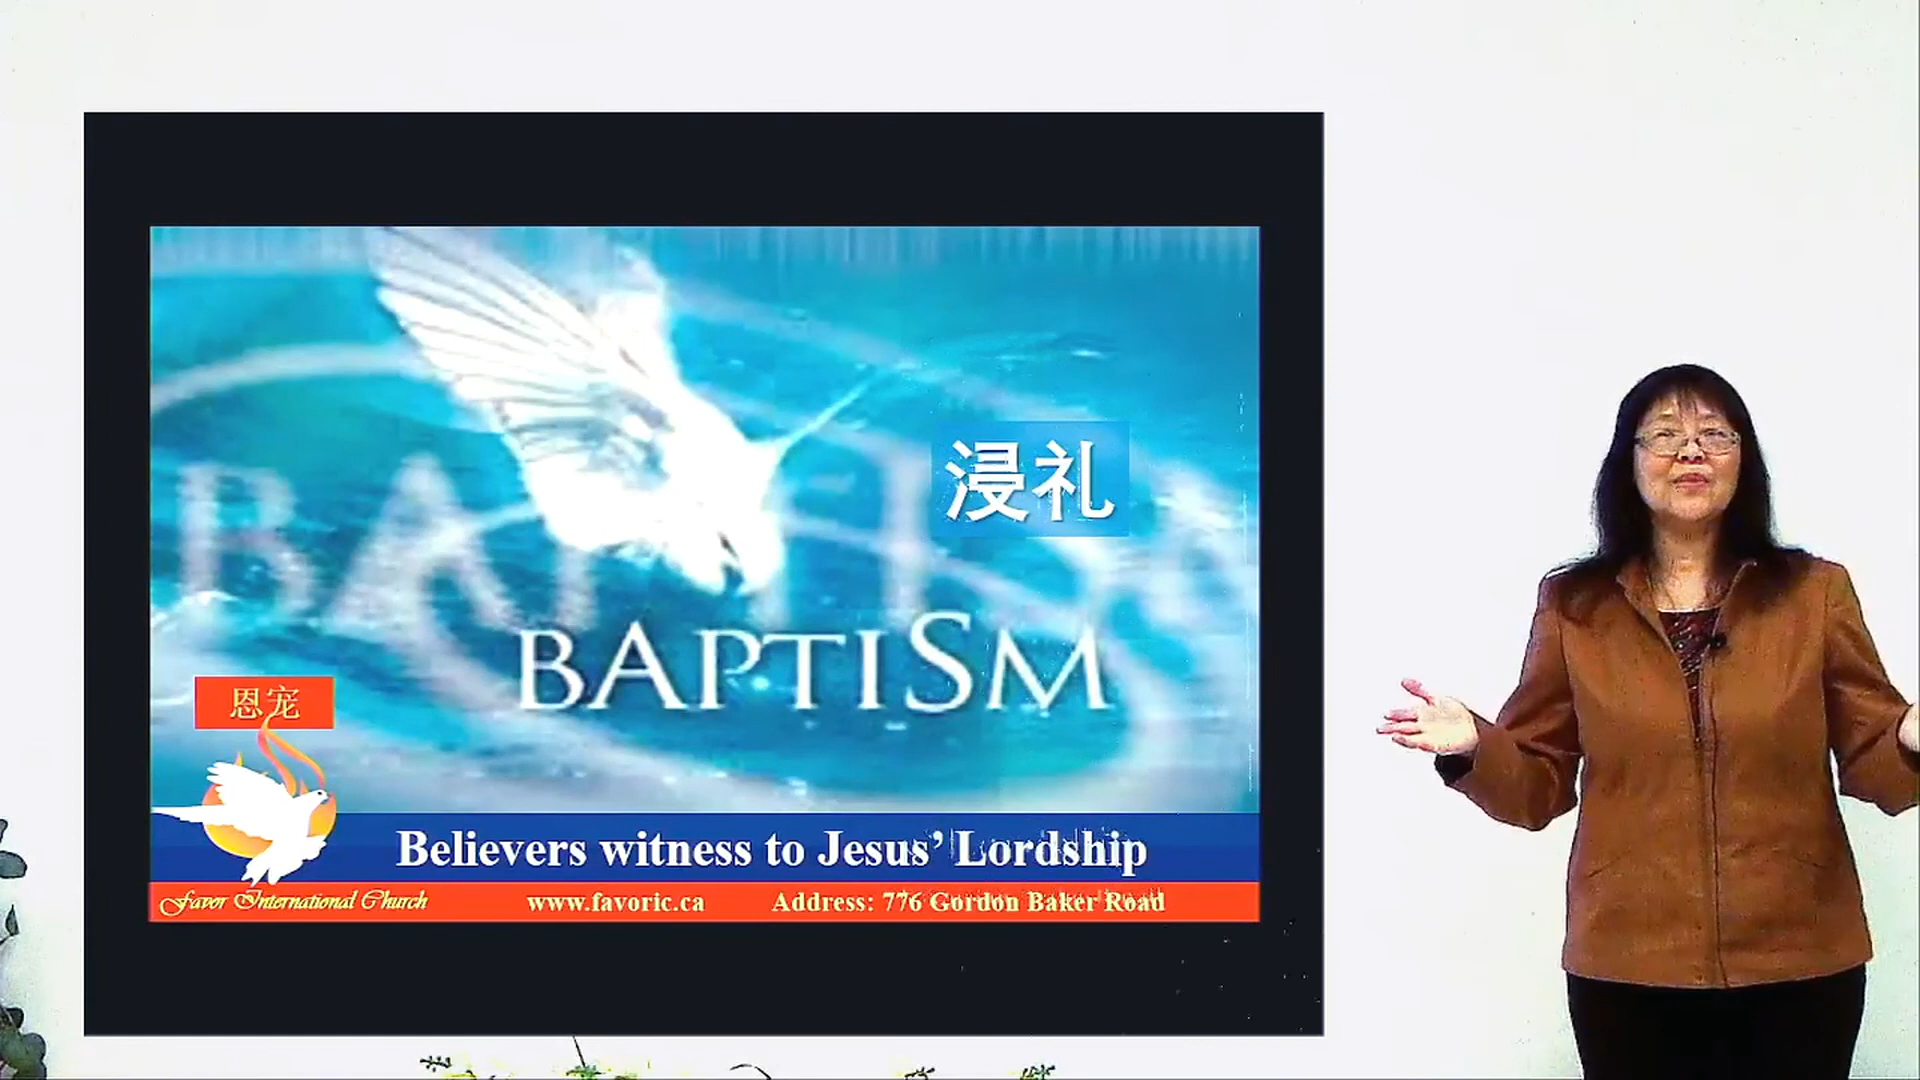 浸礼
BAPTISM
恩宠
Believers witness to Jesus’ Lordship
Favor International Church www.favoric.ca Address: 776 Gordon Baker Road